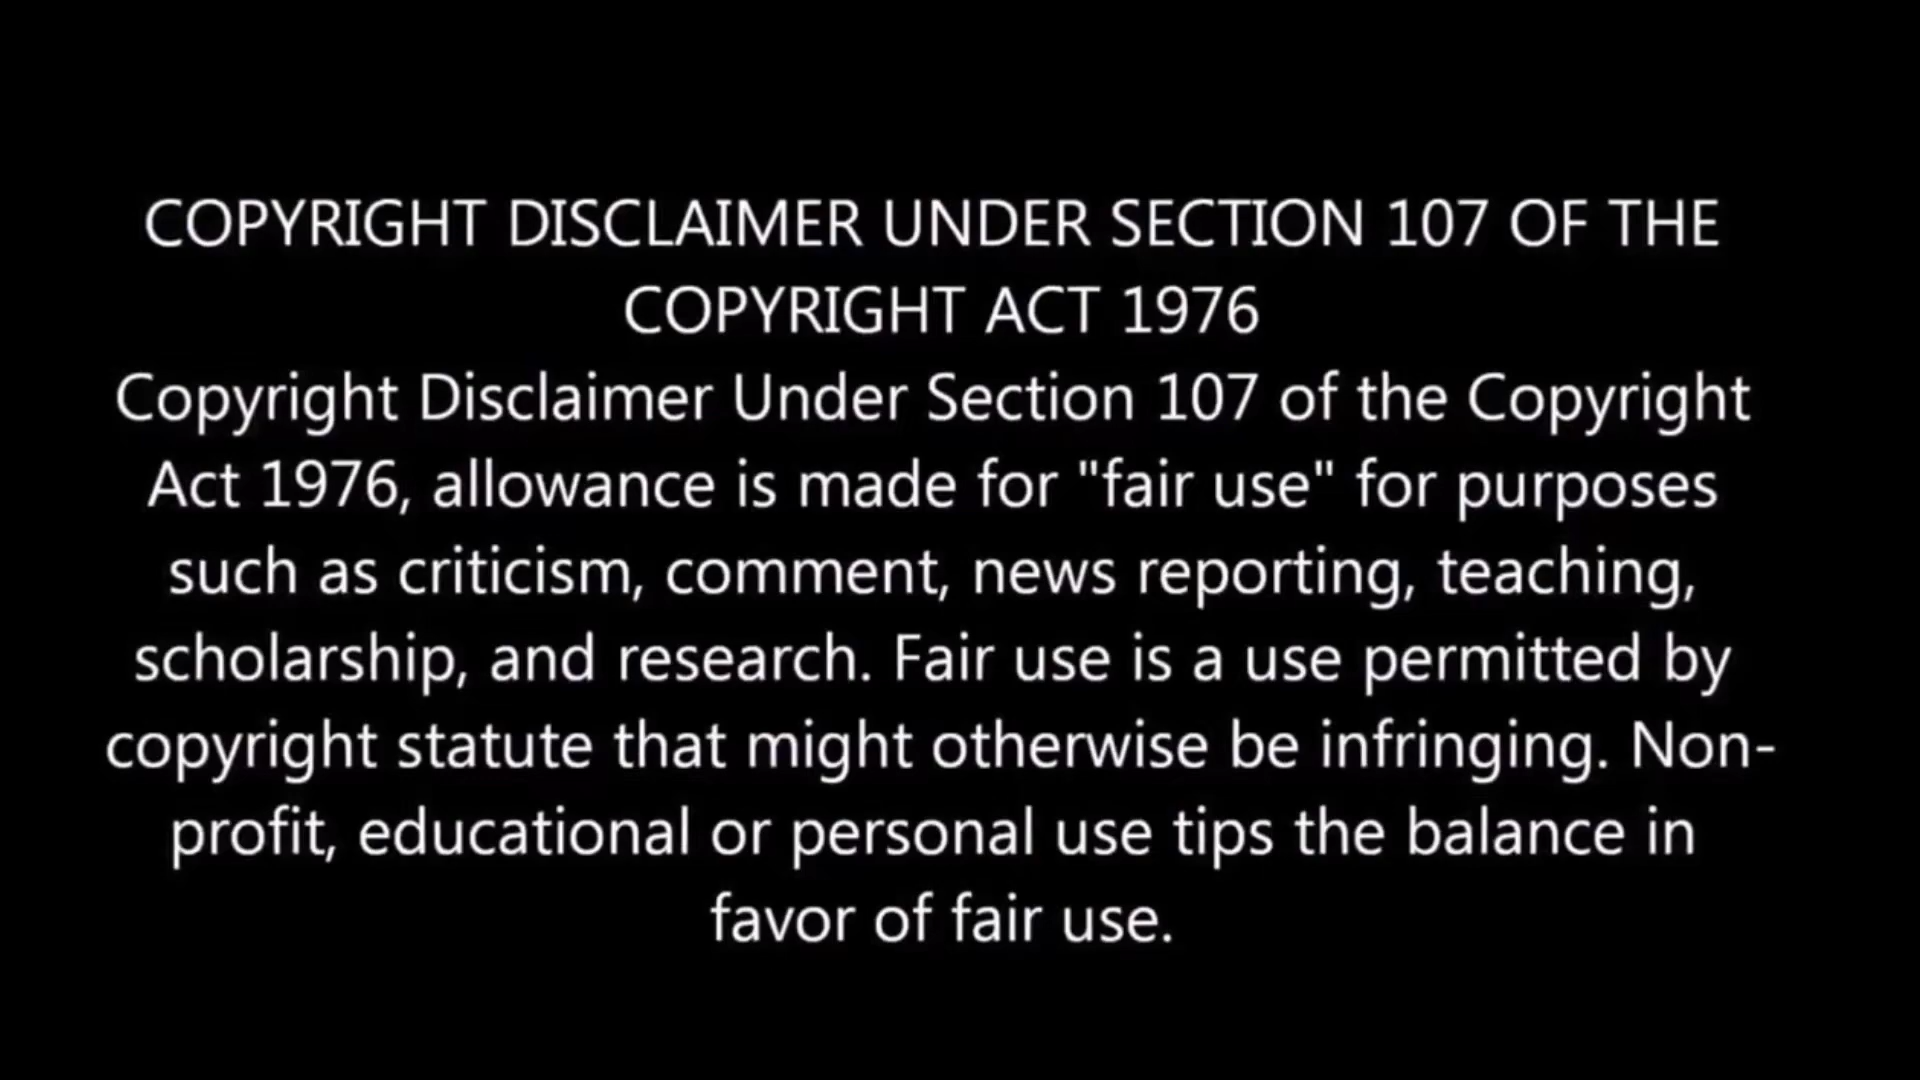 COPYRIGHT DISCLAIMER UNDER SECTION 107 OF THE
COPYRIGHT ACT 1976
Copyright Disclaimer Under Section 107 of the Copyright
Act 1976, allowance is made for "fair use" for purposes
such as criticism, comment, news reporting, teaching,
scholarship, and research. Fair use is a use permitted by
copyright statute that might otherwise be infringing. Non-
profit, educational or personal use tips the balance in
favor of fair use.